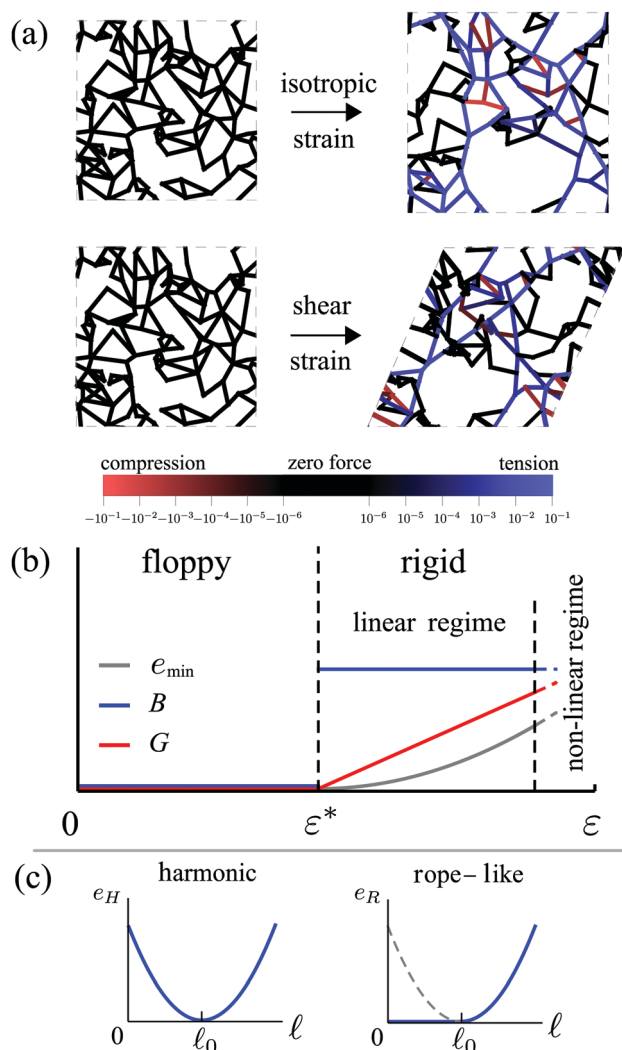 (a)
isotropic
strain
shear
strain
compression zero force tension
−10⁻¹ −10⁻² −10⁻³ −10⁻⁴ −10⁻⁵ −10⁻⁶ 10⁻⁶ 10⁻⁵ 10⁻⁴ 10⁻³ 10⁻² 10⁻¹
(b)
floppy rigid
linear regime
non-linear regime
e_min
B
G
0 ε* ε
(c)
harmonic rope-like
e_H e_R
0 ℓ₀ ℓ 0 ℓ₀ ℓ